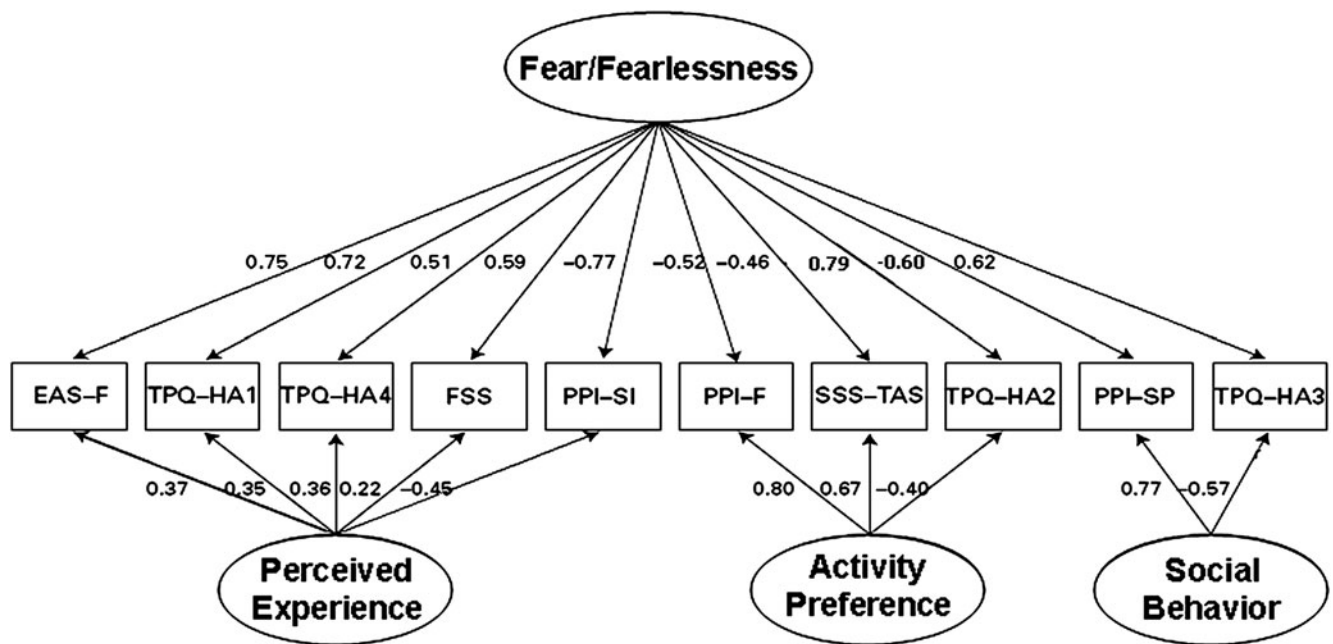 Fear/Fearlessness
0.75 0.72 0.51 0.59 –0.77 –0.52 –0.46 0.79 -0.60 0.62
EAS–F TPQ–HA1 TPQ–HA4 FSS PPI–SI PPI–F SSS–TAS TPQ–HA2 PPI–SP TPQ–HA3
0.37 0.35 0.36 0.22 –0.45 0.80 0.67 –0.40 0.77 –0.57
Perceived Activity Social
Experience Preference Behavior